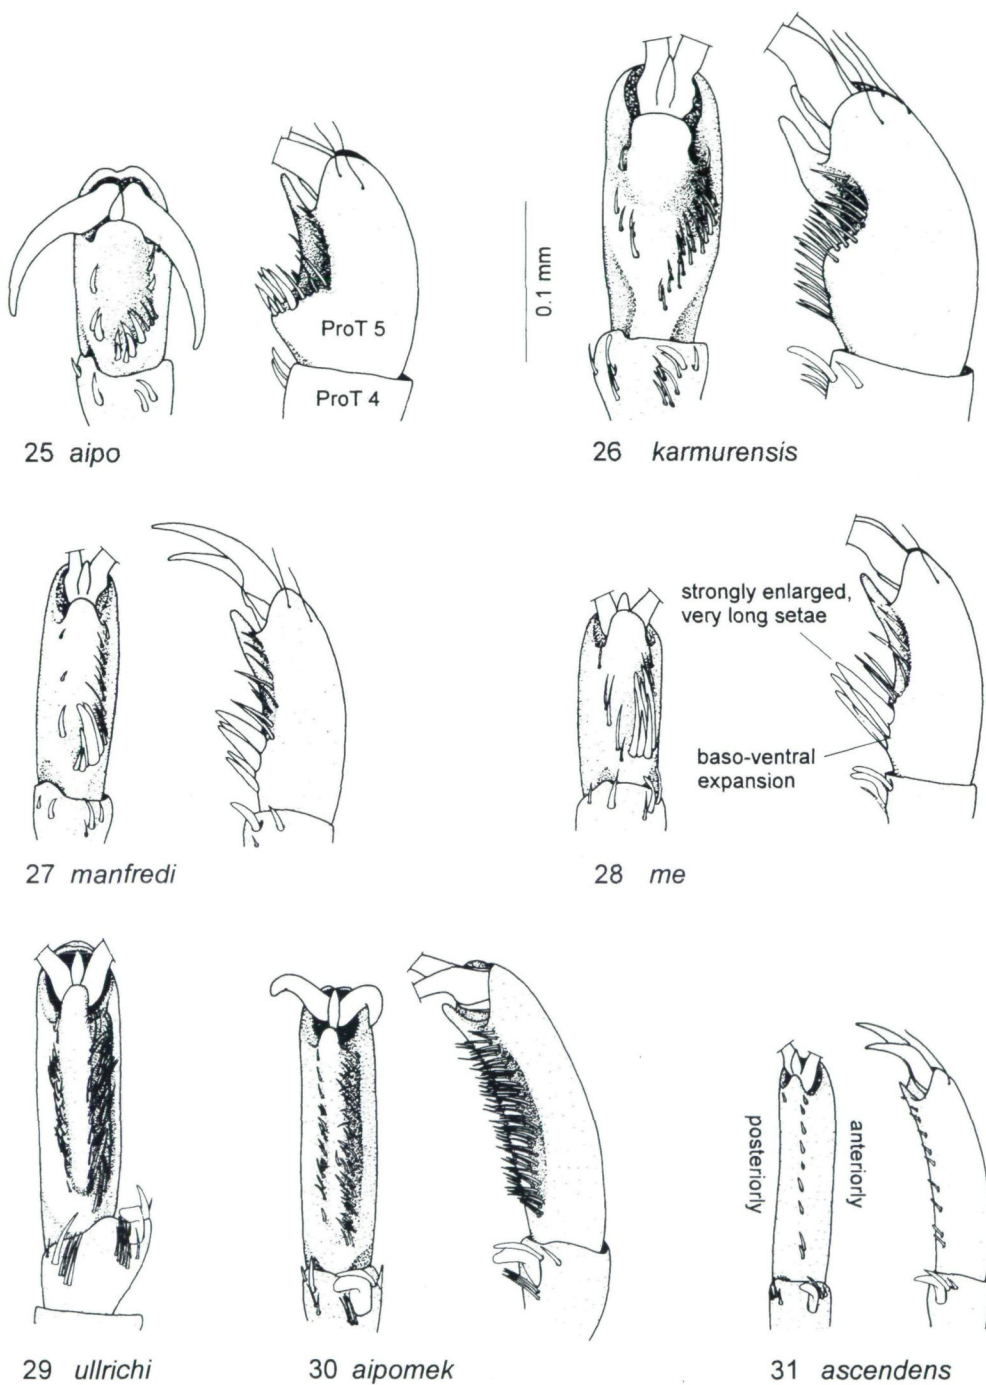 ProT 5
ProT 4
0.1 mm
25 aipo
26 karmurensis
strongly enlarged,
very long setae
baso-ventral
expansion
27 manfredi
28 me
posteriorly
anteriorly
29 ullrichi
30 aipomek
31 ascendens